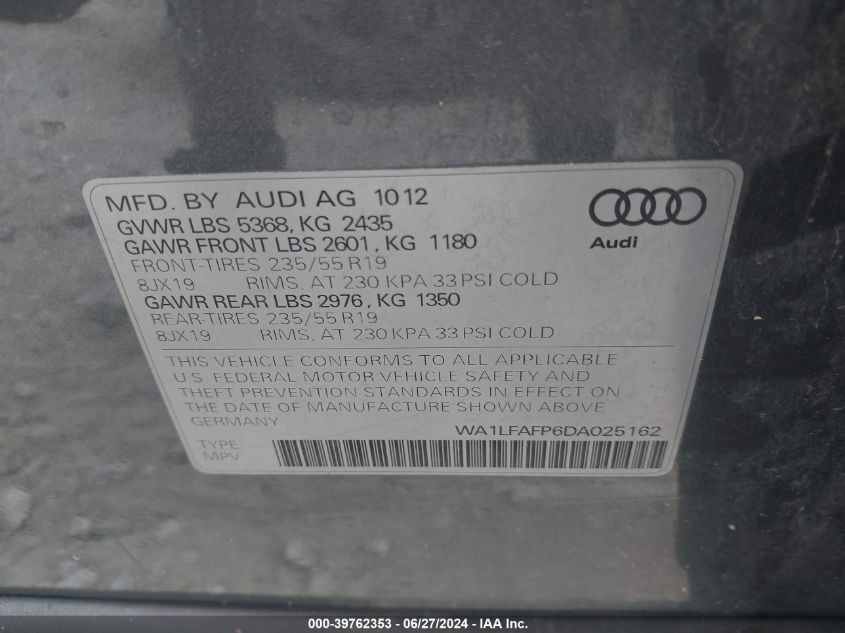 MFD. BY AUDI AG 1012
GVWR LBS 5368, KG 2435
GAWR FRONT LBS 2601, KG 1180
FRONT-TIRES 235/55 R19
8JX19 RIMS, AT 230 KPA 33 PSI COLD
GAWR REAR LBS 2976, KG 1350
REAR-TIRES 235/55 R19
8JX19 RIMS, AT 230 KPA 33 PSI COLD
Audi
THIS VEHICLE CONFORMS TO ALL APPLICABLE
U.S. FEDERAL MOTOR VEHICLE SAFETY AND
THEFT PREVENTION STANDARDS IN EFFECT ON
THE DATE OF MANUFACTURE SHOWN ABOVE
GERMANY WA1LFAFP6DA025162
TYPE
MPV
000-39762353 // 06/27/2024 // WWW.IAAI.COM